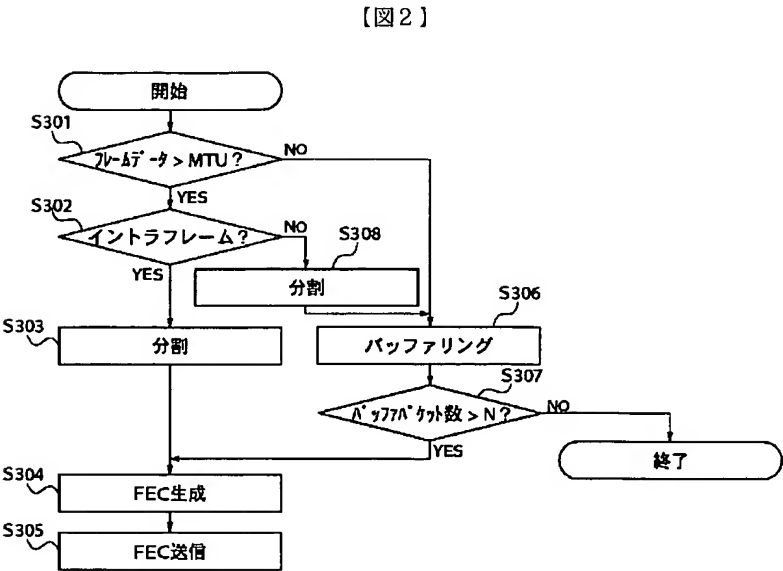 【図2】
開始
S301
ﾌﾚｰﾑﾃﾞｰﾀ > MTU ?
NO
YES
S302
イントラフレーム?
NO
YES
S308
分割
S303
分割
S306
バッファリング
S307
ﾊﾞｯﾌｧﾊﾟｹｯﾄ数 > N ?
NO
YES
終了
S304
FEC生成
S305
FEC送信